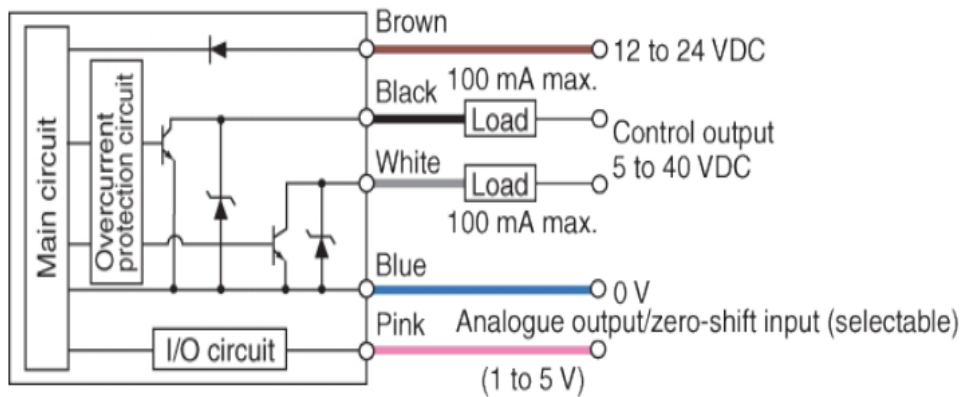 Brown
12 to 24 VDC
100 mA max.
Black
Load
Control output
5 to 40 VDC
White
Load
100 mA max.
Main circuit
Overcurrent
protection circuit
Blue
0 V
Pink
Analogue output/zero-shift input (selectable)
I/O circuit
(1 to 5 V)